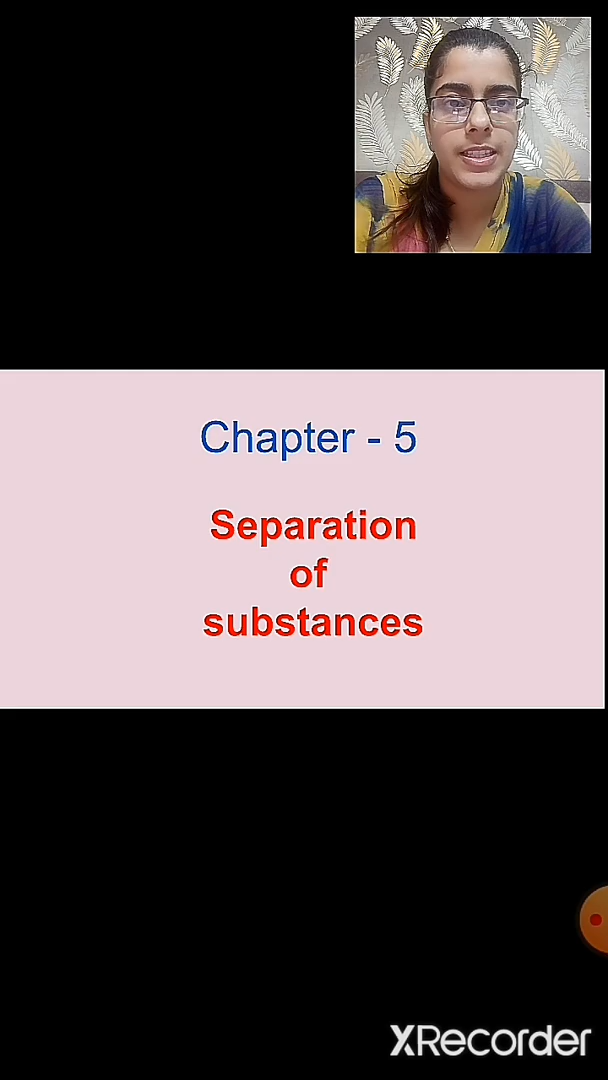 Chapter - 5
Separation
of
substances
XRecorder